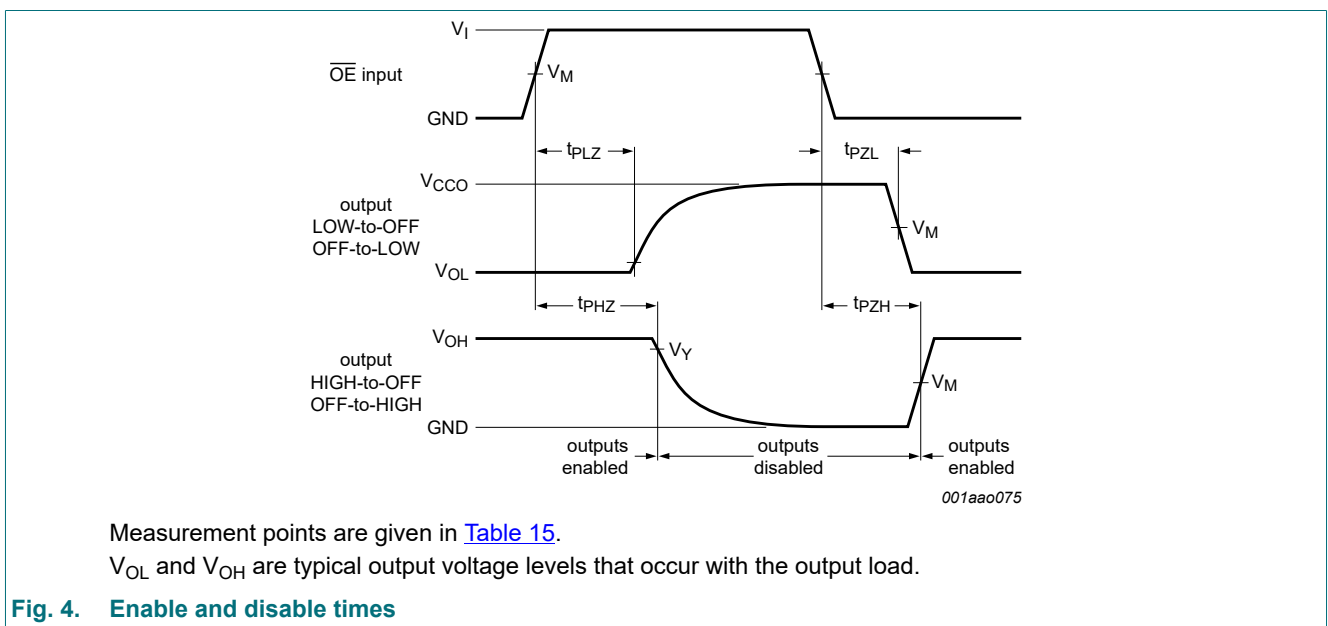 V_I
OE input
V_M
GND
t_PLZ
t_PZL
V_CCO
output
LOW-to-OFF
OFF-to-LOW
V_M
V_OL
t_PHZ
t_PZH
V_OH
output
HIGH-to-OFF
OFF-to-HIGH
V_Y
V_M
GND
outputs
enabled
outputs
disabled
outputs
enabled
001aao075
Measurement points are given in Table 15.
V_OL and V_OH are typical output voltage levels that occur with the output load.
Fig. 4. Enable and disable times